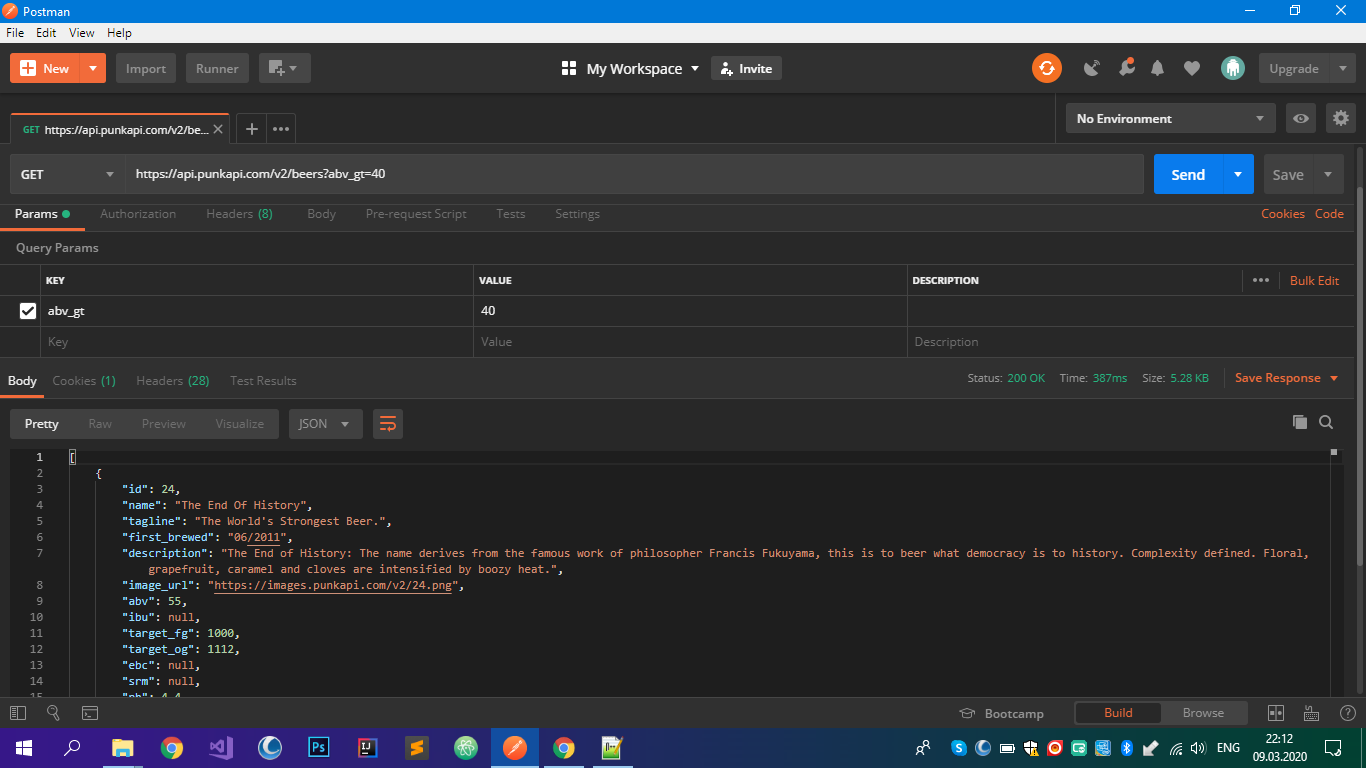 Postman
File Edit View Help
New Import Runner My Workspace Invite Upgrade
GET https://api.punkapi.com/v2/be... No Environment
GET https://api.punkapi.com/v2/beers?abv_gt=40 Send Save
Params Authorization Headers (8) Body Pre-request Script Tests Settings Cookies Code
Query Params
KEY VALUE DESCRIPTION Bulk Edit
abv_gt 40
Key Value Description
Body Cookies (1) Headers (28) Test Results Status: 200 OK Time: 387ms Size: 5.28 KB Save Response
Pretty Raw Preview Visualize JSON
1 [
2 {
3 "id": 24,
4 "name": "The End Of History",
5 "tagline": "The World's Strongest Beer.",
6 "first_brewed": "06/2011",
7 "description": "The End of History: The name derives from the famous work of philosopher Francis Fukuyama, this is to beer what democracy is to history. Complexity defined. Floral,
grapefruit, caramel and cloves are intensified by boozy heat.",
8 "image_url": "https://images.punkapi.com/v2/24.png",
9 "abv": 55,
10 "ibu": null,
11 "target_fg": 1000,
12 "target_og": 1112,
13 "ebc": null,
14 "srm": null,
15 "ph": 4.4
Bootcamp Build Browse
Ps IJ ENG 22:12
09.03.2020